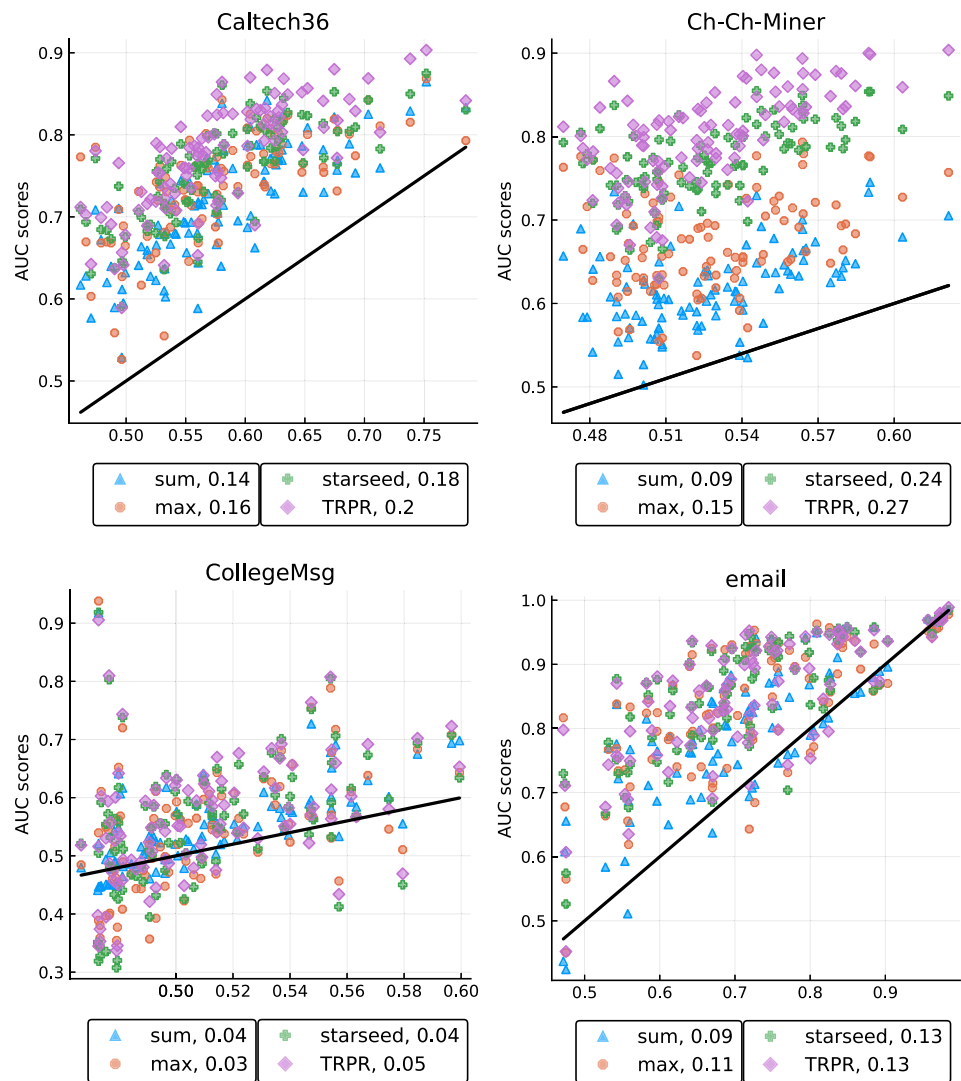 Caltech36
Ch-Ch-Miner
0.9
0.8
0.7
0.6
0.5
AUC scores
0.50
0.55
0.60
0.65
0.70
0.75
0.9
0.8
0.7
0.6
0.5
AUC scores
0.48
0.51
0.54
0.57
0.60
sum, 0.14
max, 0.16
starseed, 0.18
TRPR, 0.2
sum, 0.09
max, 0.15
starseed, 0.24
TRPR, 0.27
CollegeMsg
email
0.9
0.8
0.7
0.6
0.5
0.4
0.3
AUC scores
0.50
0.50
0.52
0.54
0.56
0.58
0.60
1.0
0.9
0.8
0.7
0.6
0.5
AUC scores
0.5
0.6
0.7
0.8
0.9
sum, 0.04
max, 0.03
starseed, 0.04
TRPR, 0.05
sum, 0.09
max, 0.11
starseed, 0.13
TRPR, 0.13